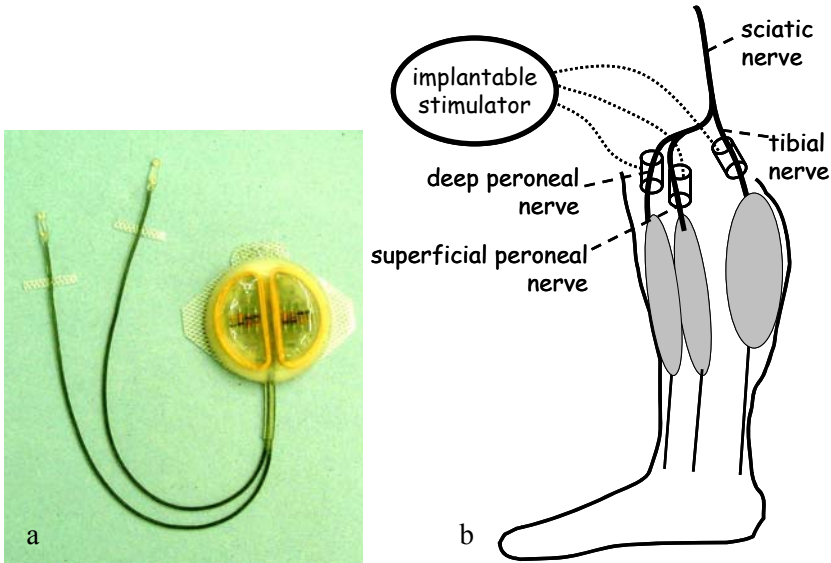 sciatic
nerve
implantable
stimulator
tibial
nerve
deep peroneal
nerve
superficial peroneal
nerve
a
b